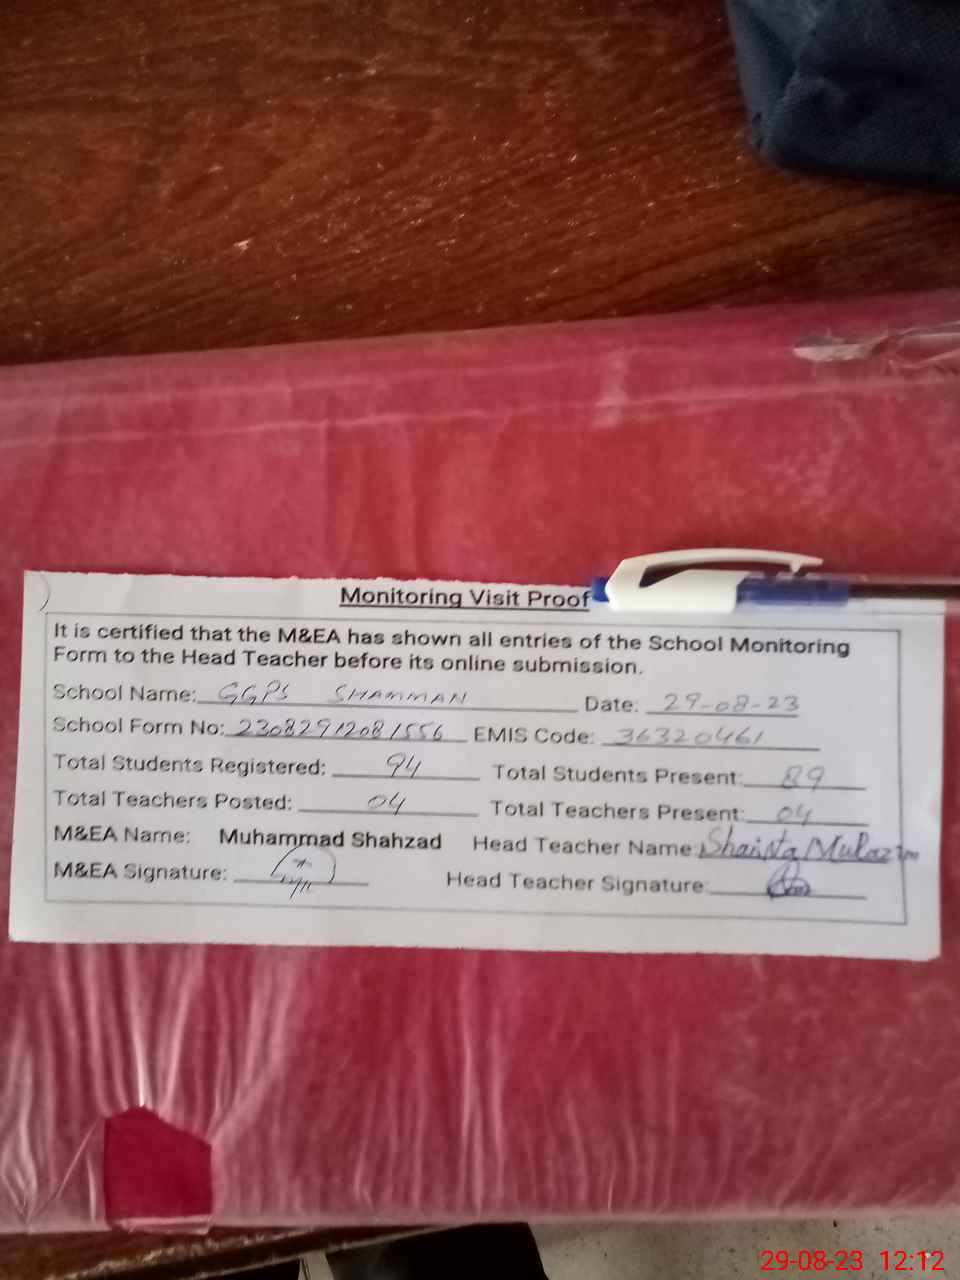 Monitoring Visit Proof
It is certified that the M&EA has shown all entries of the School Monitoring
Form to the Head Teacher before its online submission.
School Name: GGPS SHAMMAN Date: 29-08-23
School Form No: 23082912081556 EMIS Code: 36320461
Total Students Registered: 94 Total Students Present: 89
Total Teachers Posted: 04 Total Teachers Present: 04
M&EA Name: Muhammad Shahzad Head Teacher Name: Shaista Mulazim
M&EA Signature: Head Teacher Signature:
29-08-23 12:12